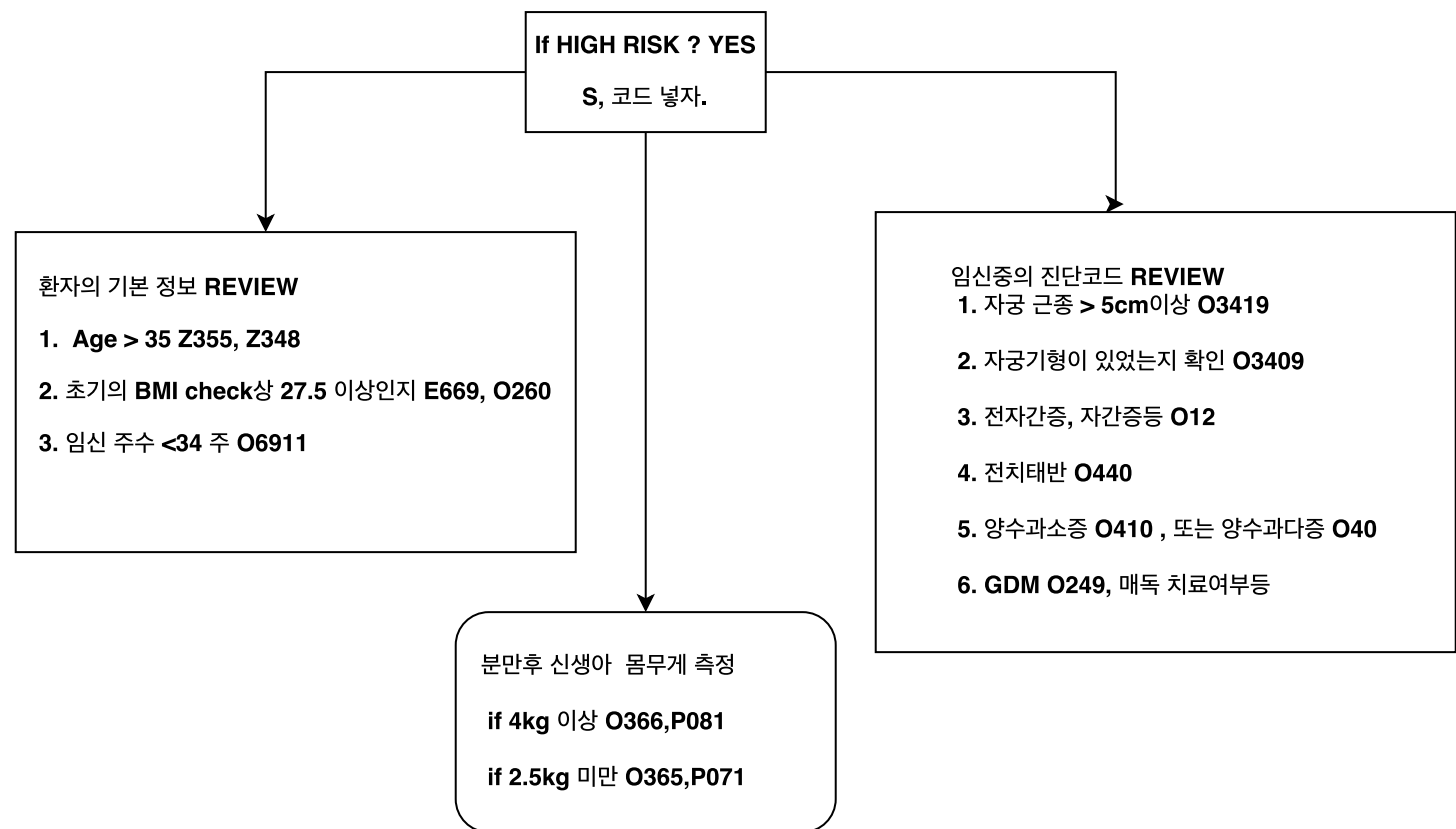 If HIGH RISK ? YES
S, 코드 넣자.
환자의 기본 정보 REVIEW
1. Age > 35 Z355, Z348
2. 초기의 BMI check상 27.5 이상인지 E669, O260
3. 임신 주수 <34 주 O6911
분만후 신생아 몸무게 측정
if 4kg 이상 O366,P081
if 2.5kg 미만 O365,P071
임신중의 진단코드 REVIEW
1. 자궁 근종 > 5cm이상 O3419
2. 자궁기형이 있었는지 확인 O3409
3. 전자간증, 자간증등 O12
4. 전치태반 O440
5. 양수과소증 O410 , 또는 양수과다증 O40
6. GDM O249, 매독 치료여부등